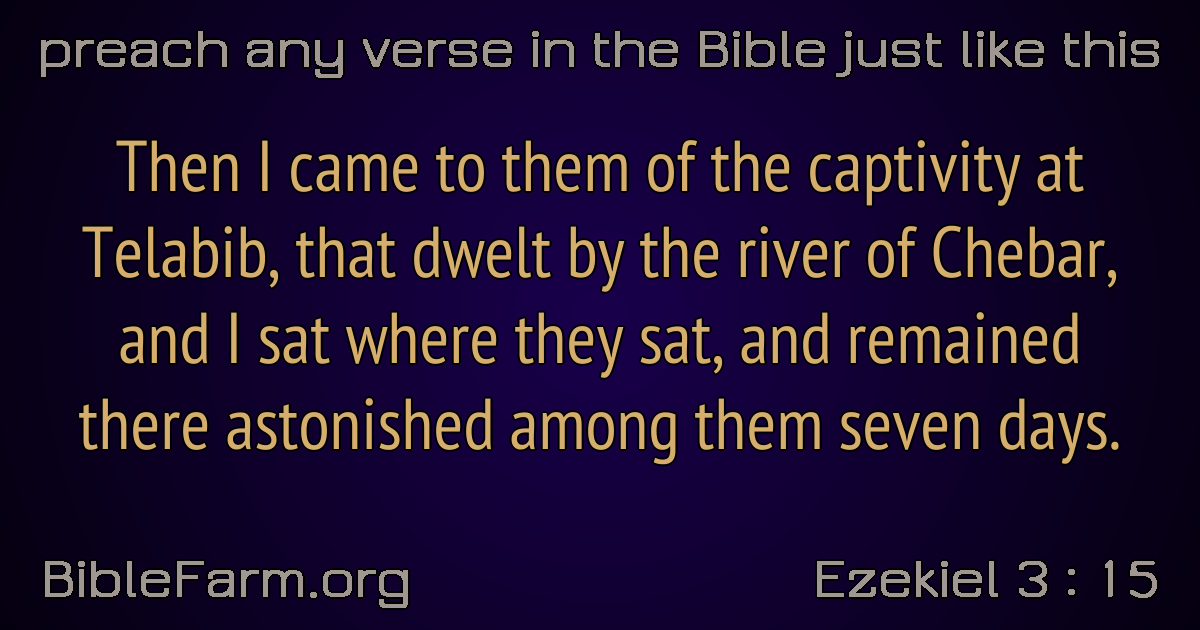 preach any verse in the Bible just like this
Then I came to them of the captivity at
Telabib, that dwelt by the river of Chebar,
and I sat where they sat, and remained
there astonished among them seven days.
BibleFarm.org
Ezekiel 3 : 15